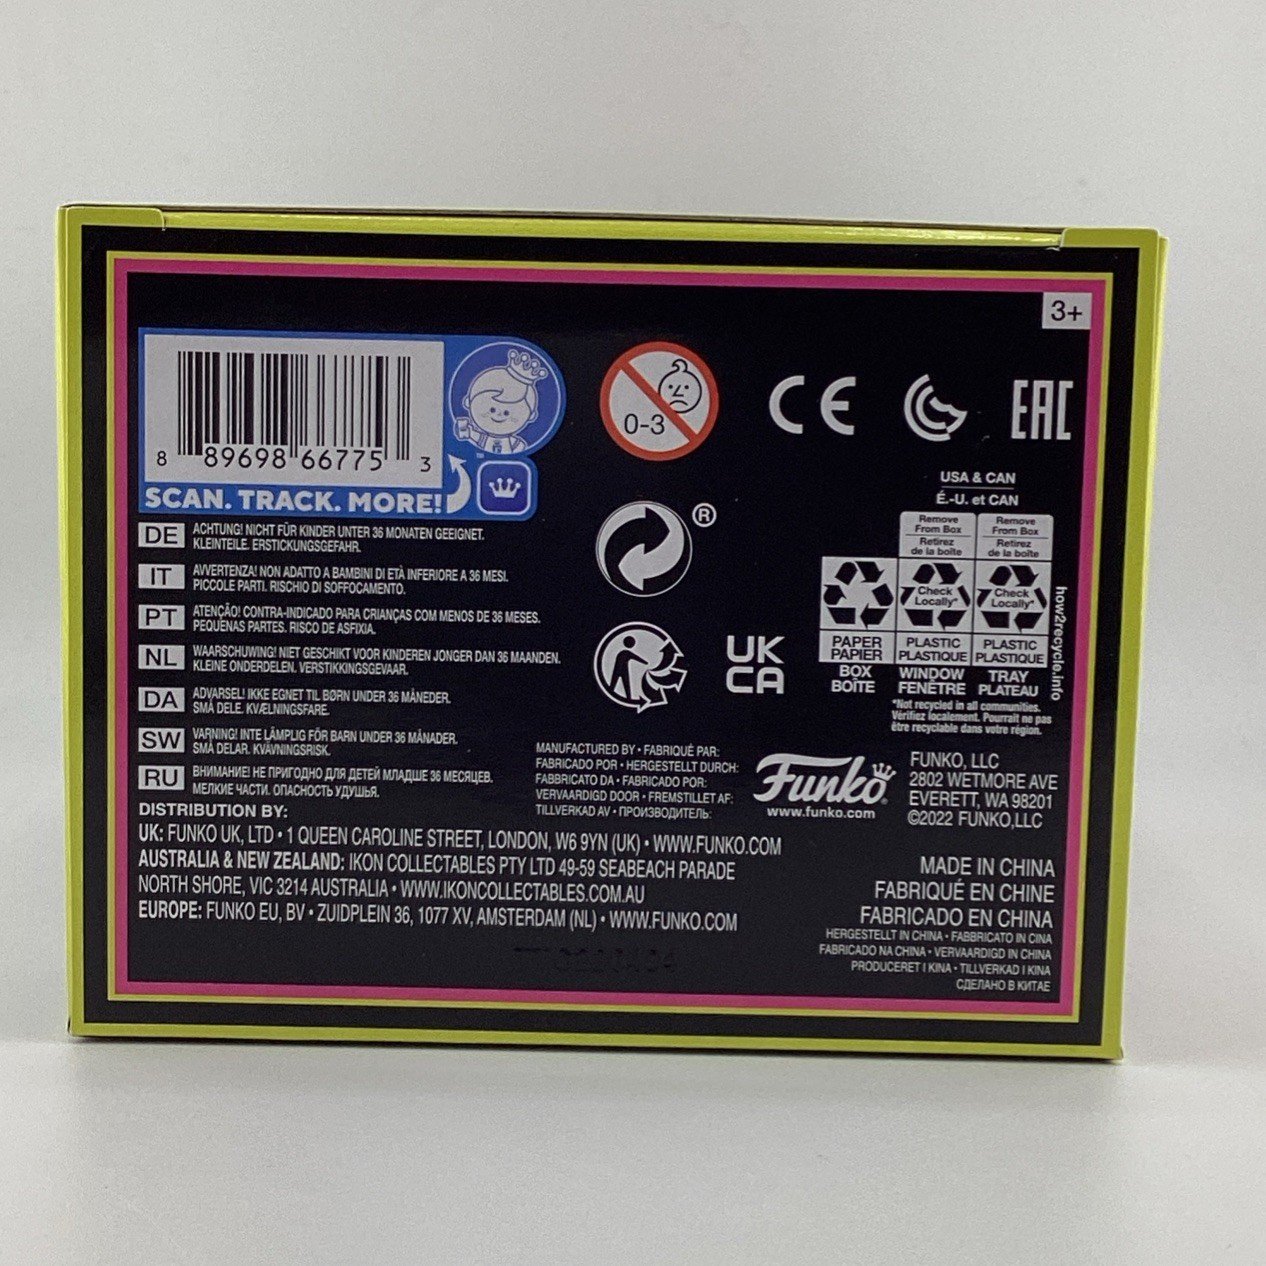 3+
8 89698 66775 3
SCAN. TRACK. MORE!
™
0-3
CE
EAC
USA & CAN
É.-U. et CAN
Remove From Box
Retirez de la boîte
Remove From Box
Retirez de la boîte
Check Locally*
Check Locally*
PAPER
PAPIER
PLASTIC
PLASTIQUE
PLASTIC
PLASTIQUE
BOX
BOÎTE
WINDOW
FENÊTRE
TRAY
PLATEAU
how2recycle.info
*Not recycled in all communities.
Vérifiez localement. Pourrait ne pas
être recyclable dans votre région.
®
UK
CA
DE ACHTUNG! NICHT FÜR KINDER UNTER 36 MONATEN GEEIGNET.
KLEINTEILE. ERSTICKUNGSGEFAHR.
IT AVVERTENZA! NON ADATTO A BAMBINI DI ETÀ INFERIORE A 36 MESI.
PICCOLE PARTI. RISCHIO DI SOFFOCAMENTO.
PT ATENÇÃO! CONTRA-INDICADO PARA CRIANÇAS COM MENOS DE 36 MESES.
PEQUENAS PARTES. RISCO DE ASFIXIA.
NL WAARSCHUWING! NIET GESCHIKT VOOR KINDEREN JONGER DAN 36 MAANDEN.
KLEINE ONDERDELEN. VERSTIKKINGSGEVAAR.
DA ADVARSEL! IKKE EGNET TIL BØRN UNDER 36 MÅNEDER.
SMÅ DELE. KVÆLNINGSFARE.
SW VARNING! INTE LÄMPLIG FÖR BARN UNDER 36 MÅNADER.
SMÅ DELAR. KVÄVNINGSRISK.
RU ВНИМАНИЕ! НЕ ПРИГОДНО ДЛЯ ДЕТЕЙ МЛАДШЕ 36 МЕСЯЦЕВ.
МЕЛКИЕ ЧАСТИ. ОПАСНОСТЬ УДУШЬЯ.
MANUFACTURED BY • FABRIQUÉ PAR:
FABRICADO POR • HERGESTELLT DURCH:
FABBRICATO DA • FABRICADO POR:
VERVAARDIGD DOOR • FREMSTILLET AF:
TILLVERKAD AV • ПРОИЗВОДИТЕЛЬ:
Funko®
www.funko.com
FUNKO, LLC
2802 WETMORE AVE
EVERETT, WA 98201
©2022 FUNKO,LLC
DISTRIBUTION BY:
UK: FUNKO UK, LTD • 1 QUEEN CAROLINE STREET, LONDON, W6 9YN (UK) • WWW.FUNKO.COM
AUSTRALIA & NEW ZEALAND: IKON COLLECTABLES PTY LTD 49-59 SEABEACH PARADE
NORTH SHORE, VIC 3214 AUSTRALIA • WWW.IKONCOLLECTABLES.COM.AU
EUROPE: FUNKO EU, BV • ZUIDPLEIN 36, 1077 XV, AMSTERDAM (NL) • WWW.FUNKO.COM
MADE IN CHINA
FABRIQUÉ EN CHINE
FABRICADO EN CHINA
HERGESTELLT IN CHINA • FABBRICATO IN CINA
FABRICADO NA CHINA • VERVAARDIGD IN CHINA
PRODUCERET I KINA • TILLVERKAD I KINA
СДЕЛАНО В КИТАЕ